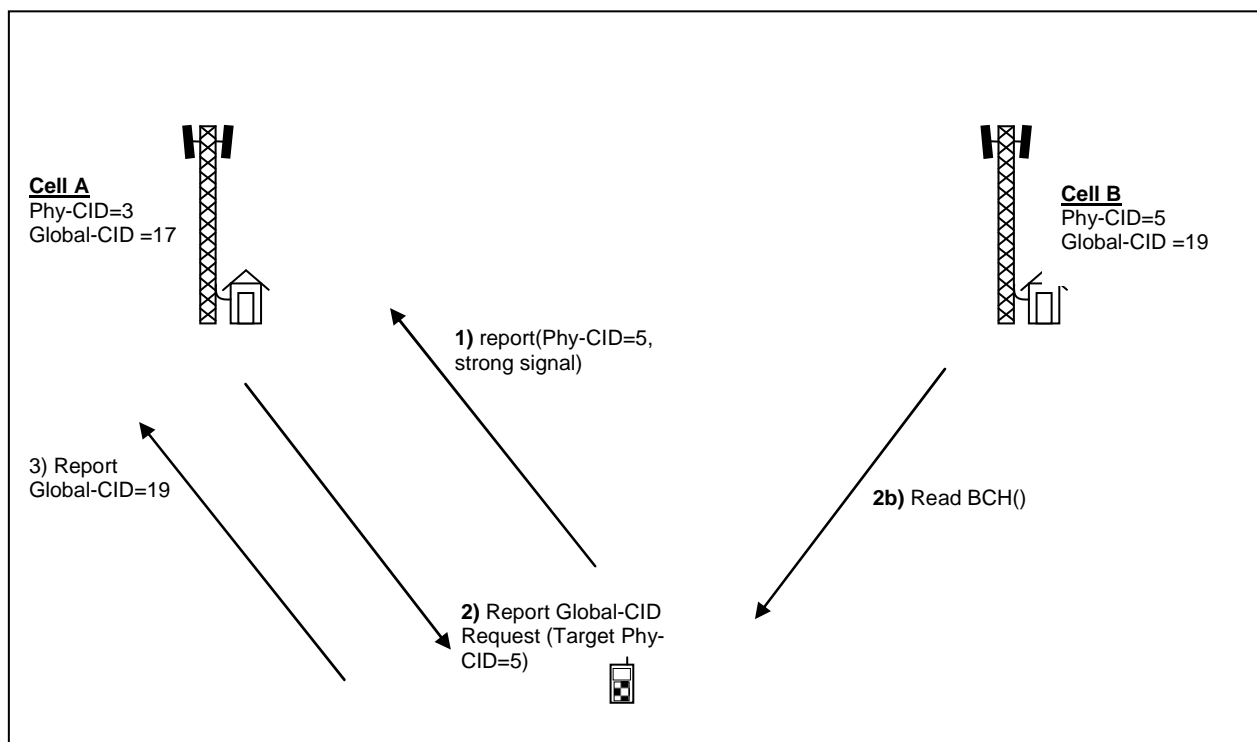 Cell A
Phy-CID=3
Global-CID =17
Cell B
Phy-CID=5
Global-CID =19
1) report(Phy-CID=5,
strong signal)
3) Report
Global-CID=19
2b) Read BCH()
2) Report Global-CID
Request (Target Phy-
CID=5)